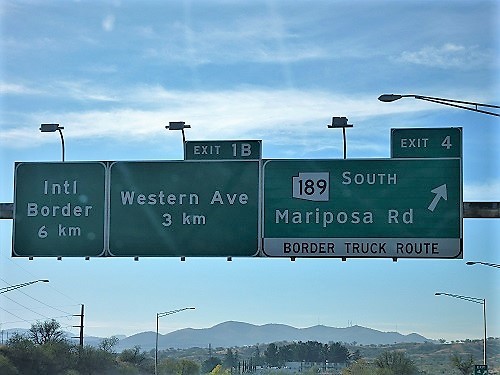 Intl
Border
6 km
EXIT 1B
Western Ave
3 km
EXIT 4
189 SOUTH
Mariposa Rd
BORDER TRUCK ROUTE